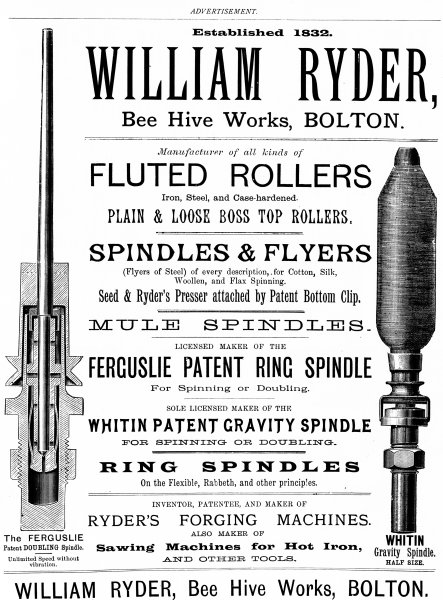 ADVERTISEMENT.
Established 1832.
WILLIAM RYDER,
Bee Hive Works, BOLTON.
Manufacturer of all kinds of
FLUTED ROLLERS
Iron, Steel, and Case-hardened.
PLAIN & LOOSE BOSS TOP ROLLERS.
SPINDLES & FLYERS
(Flyers of Steel) of every description, for Cotton, Silk,
Woollen, and Flax Spinning.
Seed & Ryder's Presser attached by Patent Bottom Clip.
MULE SPINDLES.
LICENSED MAKER OF THE
FERGUSLIE PATENT RING SPINDLE
For Spinning or Doubling.
SOLE LICENSED MAKER OF THE
WHITIN PATENT GRAVITY SPINDLE
FOR SPINNING OR DOUBLING.
RING SPINDLES
On the Flexible, Rabbeth, and other principles.
INVENTOR, PATENTEE, AND MAKER OF
RYDER'S FORGING MACHINES.
ALSO MAKER OF
Sawing Machines for Hot Iron,
AND OTHER TOOLS.
The FERGUSLIE
Patent DOUBLING Spindle.
Unlimited Speed without
vibration.
WHITIN
Gravity Spindle.
HALF SIZE.
WILLIAM RYDER, Bee Hive Works, BOLTON.